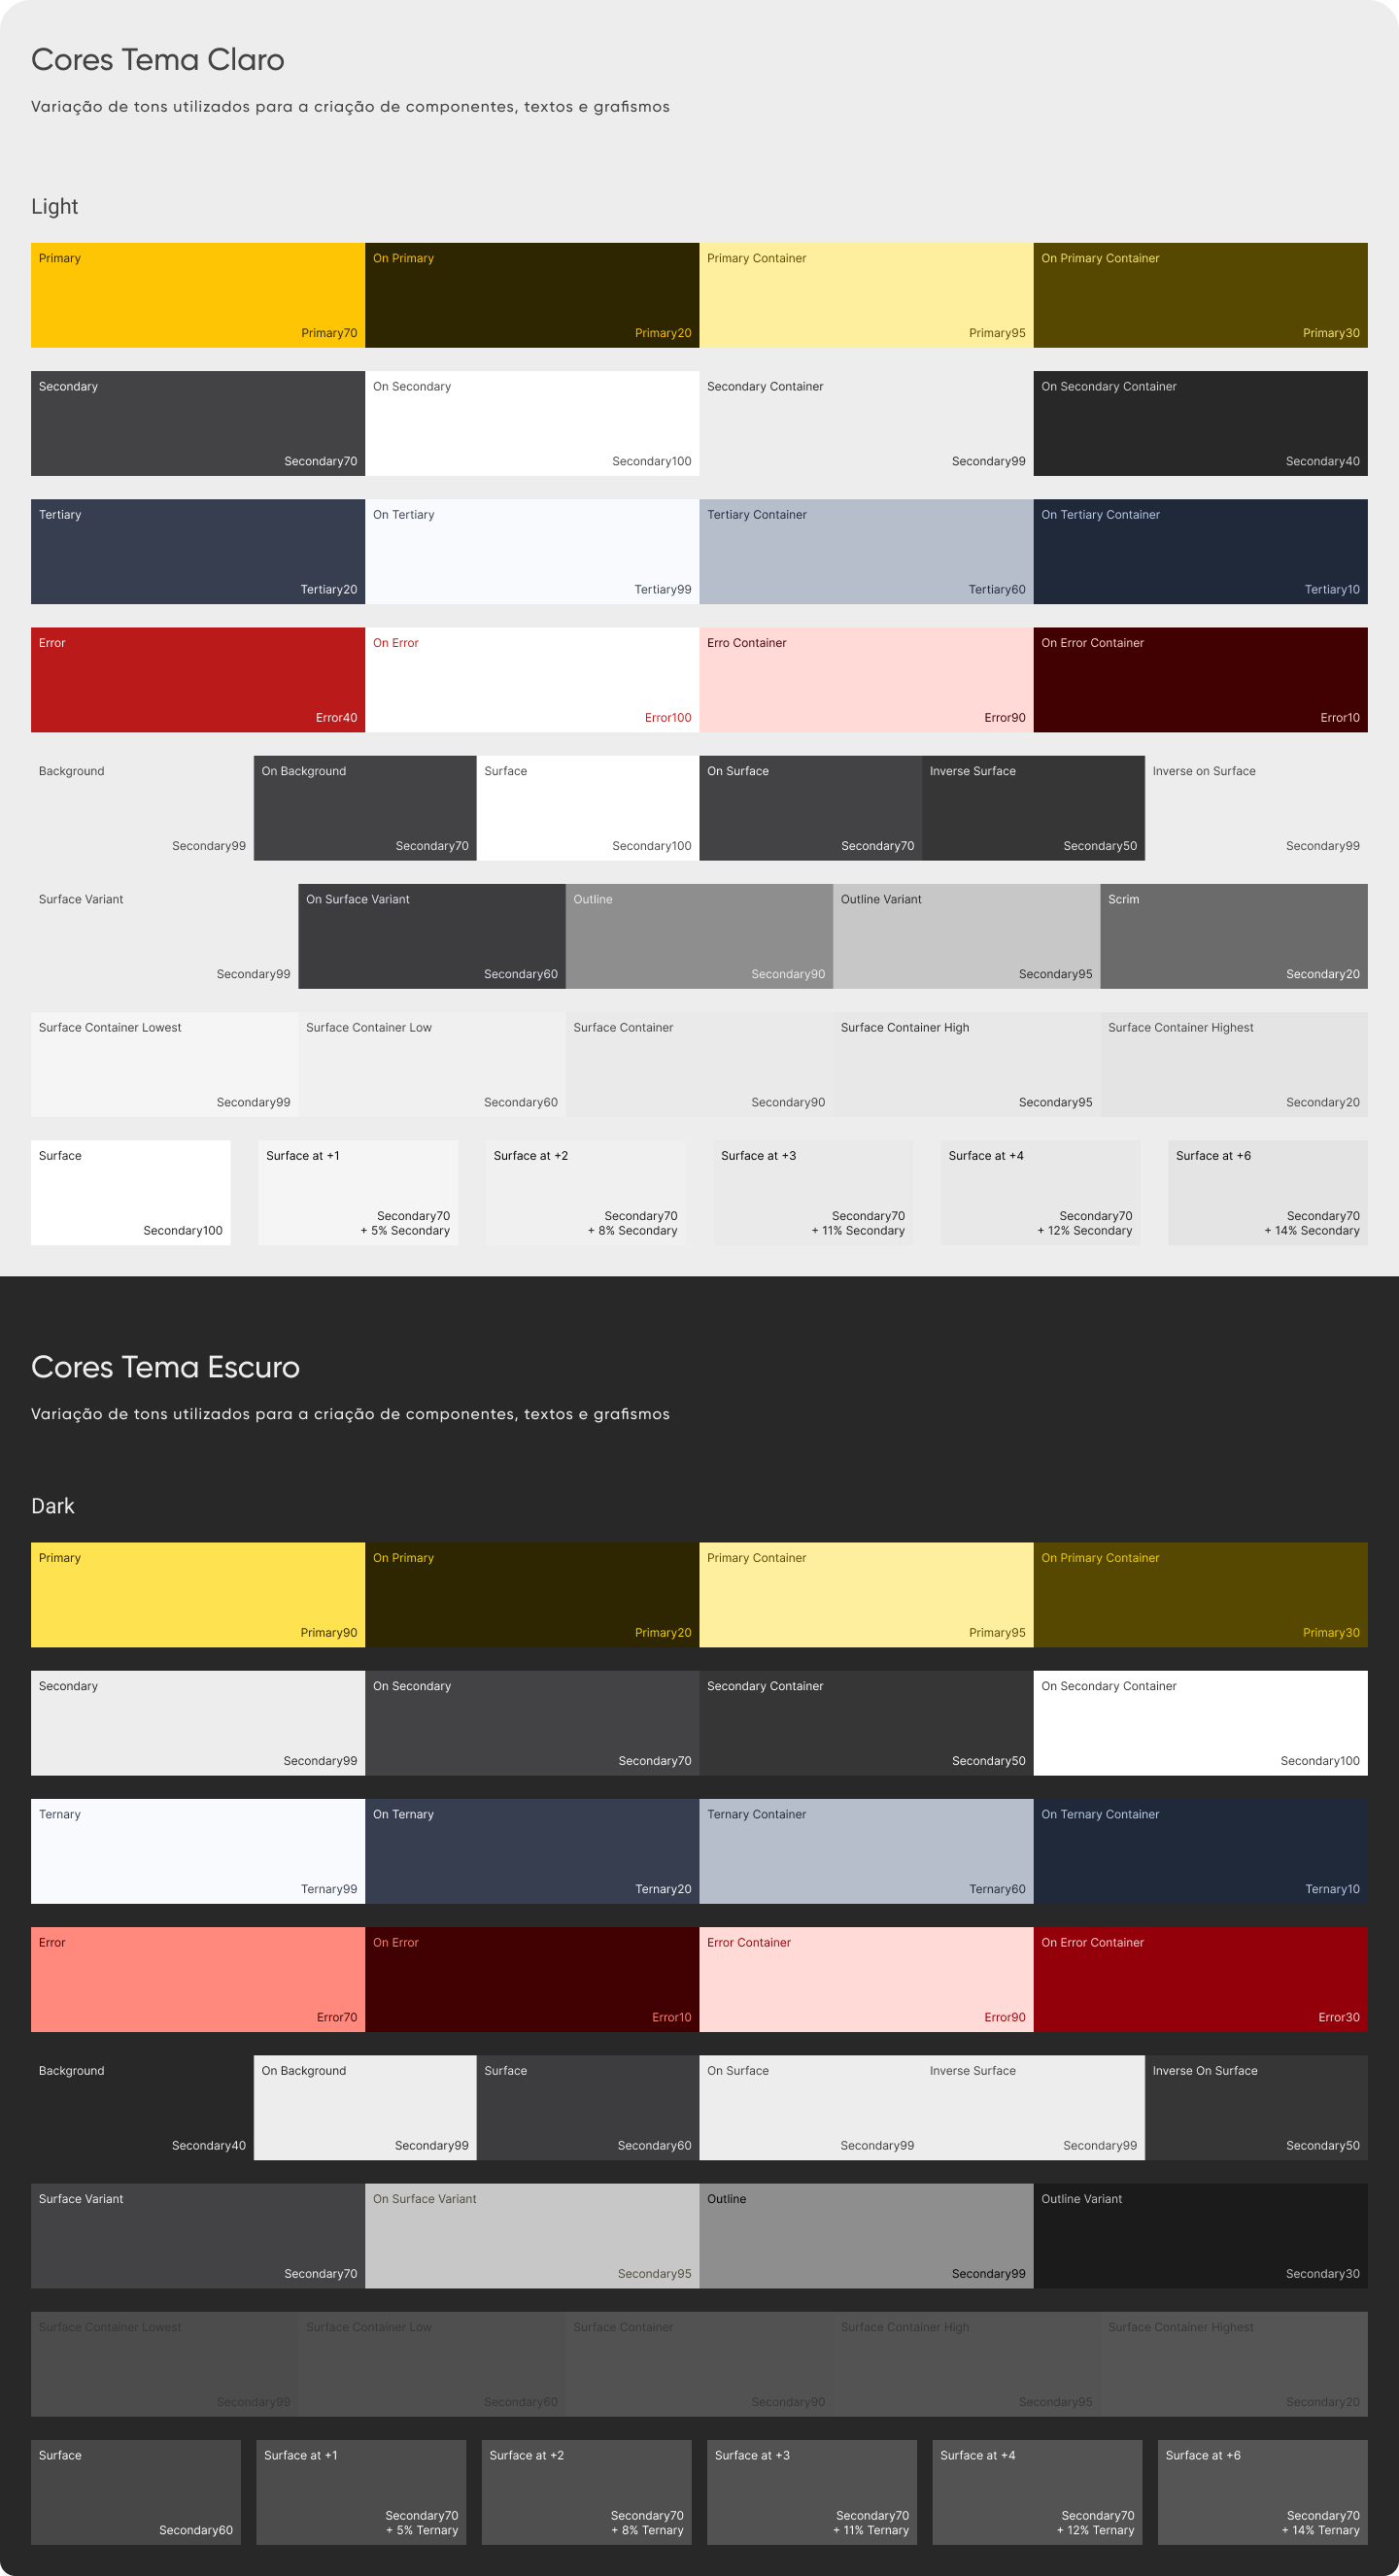 Cores Tema Claro
Variação de tons utilizados para a criação de componentes, textos e grafismos
Light
Primary
Primary70
On Primary
Primary20
Primary Container
Primary95
On Primary Container
Primary30
Secondary
Secondary70
On Secondary
Secondary100
Secondary Container
Secondary99
On Secondary Container
Secondary40
Tertiary
Tertiary20
On Tertiary
Tertiary99
Tertiary Container
Tertiary60
On Tertiary Container
Tertiary10
Error
Error40
On Error
Error100
Erro Container
Error90
On Error Container
Error10
Background
Secondary99
On Background
Secondary70
Surface
Secondary100
On Surface
Secondary70
Inverse Surface
Secondary50
Inverse on Surface
Secondary99
Surface Variant
Secondary99
On Surface Variant
Secondary60
Outline
Secondary90
Outline Variant
Secondary95
Scrim
Secondary20
Surface Container Lowest
Secondary99
Surface Container Low
Secondary60
Surface Container
Secondary90
Surface Container High
Secondary95
Surface Container Highest
Secondary20
Surface
Secondary100
Surface at +1
Secondary70
+ 5% Secondary
Surface at +2
Secondary70
+ 8% Secondary
Surface at +3
Secondary70
+ 11% Secondary
Surface at +4
Secondary70
+ 12% Secondary
Surface at +6
Secondary70
+ 14% Secondary
Cores Tema Escuro
Variação de tons utilizados para a criação de componentes, textos e grafismos
Dark
Primary
Primary90
On Primary
Primary20
Primary Container
Primary95
On Primary Container
Primary30
Secondary
Secondary99
On Secondary
Secondary70
Secondary Container
Secondary50
On Secondary Container
Secondary100
Ternary
Ternary99
On Ternary
Ternary20
Ternary Container
Ternary60
On Ternary Container
Ternary10
Error
Error70
On Error
Error10
Error Container
Error90
On Error Container
Error30
Background
Secondary40
On Background
Secondary99
Surface
Secondary60
On Surface
Secondary99
Inverse Surface
Secondary99
Inverse On Surface
Secondary50
Surface Variant
Secondary70
On Surface Variant
Secondary95
Outline
Secondary99
Outline Variant
Secondary30
Surface Container Lowest
Secondary99
Surface Container Low
Secondary60
Surface Container
Secondary90
Surface Container High
Secondary95
Surface Container Highest
Secondary20
Surface
Secondary60
Surface at +1
Secondary70
+ 5% Ternary
Surface at +2
Secondary70
+ 8% Ternary
Surface at +3
Secondary70
+ 11% Ternary
Surface at +4
Secondary70
+ 12% Ternary
Surface at +6
Secondary70
+ 14% Ternary